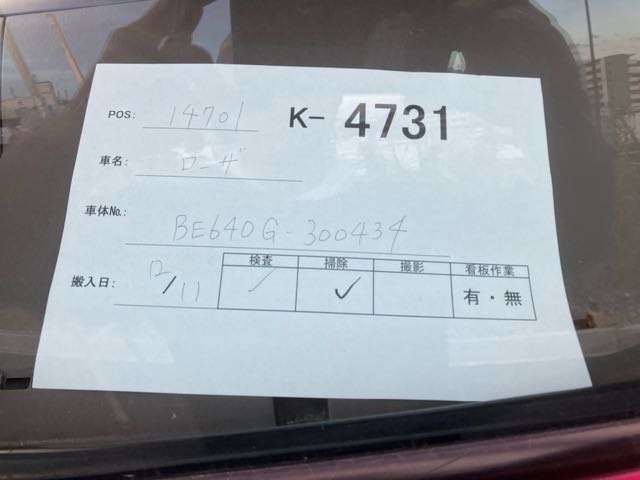 POS: 14701 K- 4731
車名: ローザ
車体No.: BE640G-300434
検査 掃除 撮影 看板作業
搬入日: 12/11 ✓ ✓ 有・無